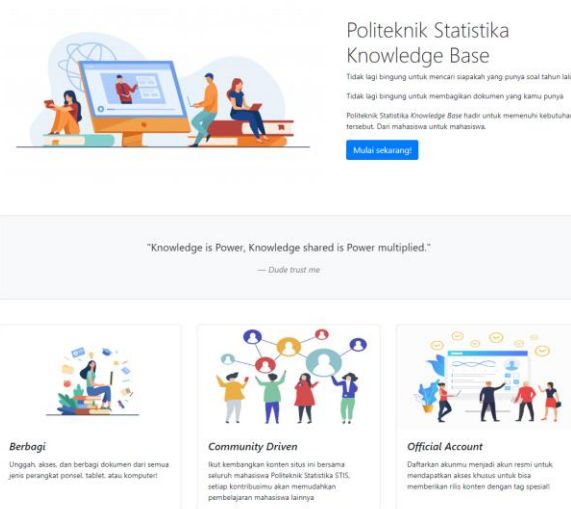 Politeknik Statistika
Knowledge Base
Tidak lagi bingung untuk mencari siapakah yang punya soal tahun lalu
Tidak lagi bingung untuk membagikan dokumen yang kamu punya
Politeknik Statistika Knowledge Base hadir untuk memenuhi kebutuhan
tersebut. Dari mahasiswa untuk mahasiswa.
Mulai sekarang!
"Knowledge is Power, Knowledge shared is Power multiplied."
— Dude trust me
Berbagi
Unggah, akses, dan berbagi dokumen dari semua
jenis perangkat ponsel, tablet, atau komputer!
Community Driven
Ikut kembangkan konten situs ini bersama
seluruh mahasiswa Politeknik Statistika STIS,
setiap kontribusimu akan memudahkan
pembelajaran mahasiswa lainnya
Official Account
Daftarkan akunmu menjadi akun resmi untuk
mendapatkan akses khusus untuk bisa
memberikan rilis konten dengan tag spesial!